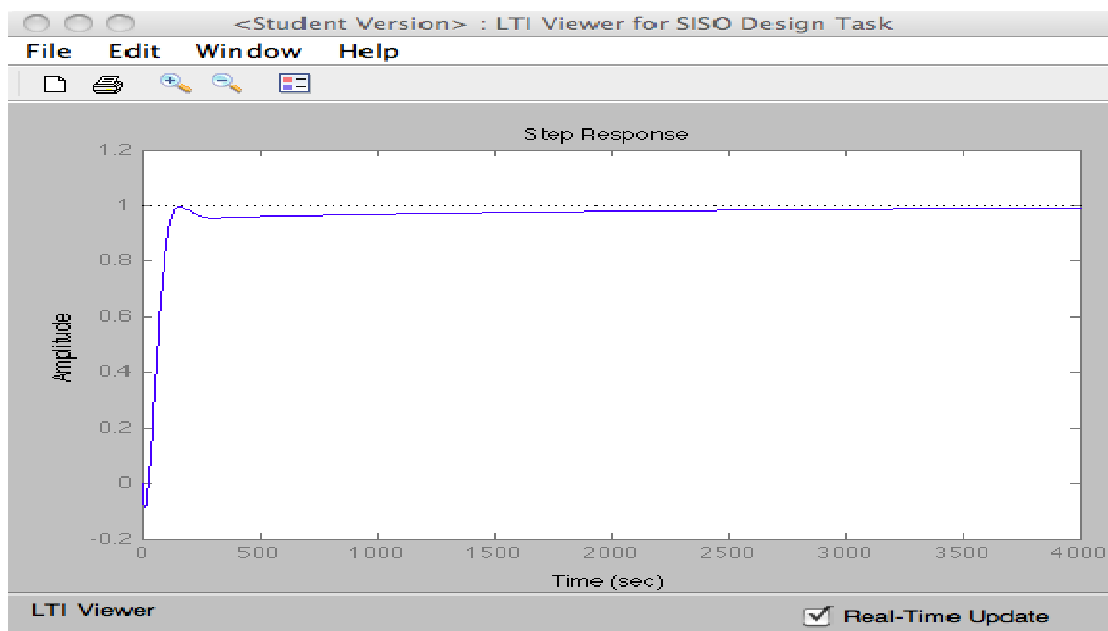 <Student Version> : LTI Viewer for SISO Design Task
File Edit Window Help
Step Response
1.2
1
0.8
0.6
0.4
0.2
0
-0.2
Amplitude
0 500 1000 1500 2000 2500 3000 3500 4000
Time (sec)
LTI Viewer
Real-Time Update